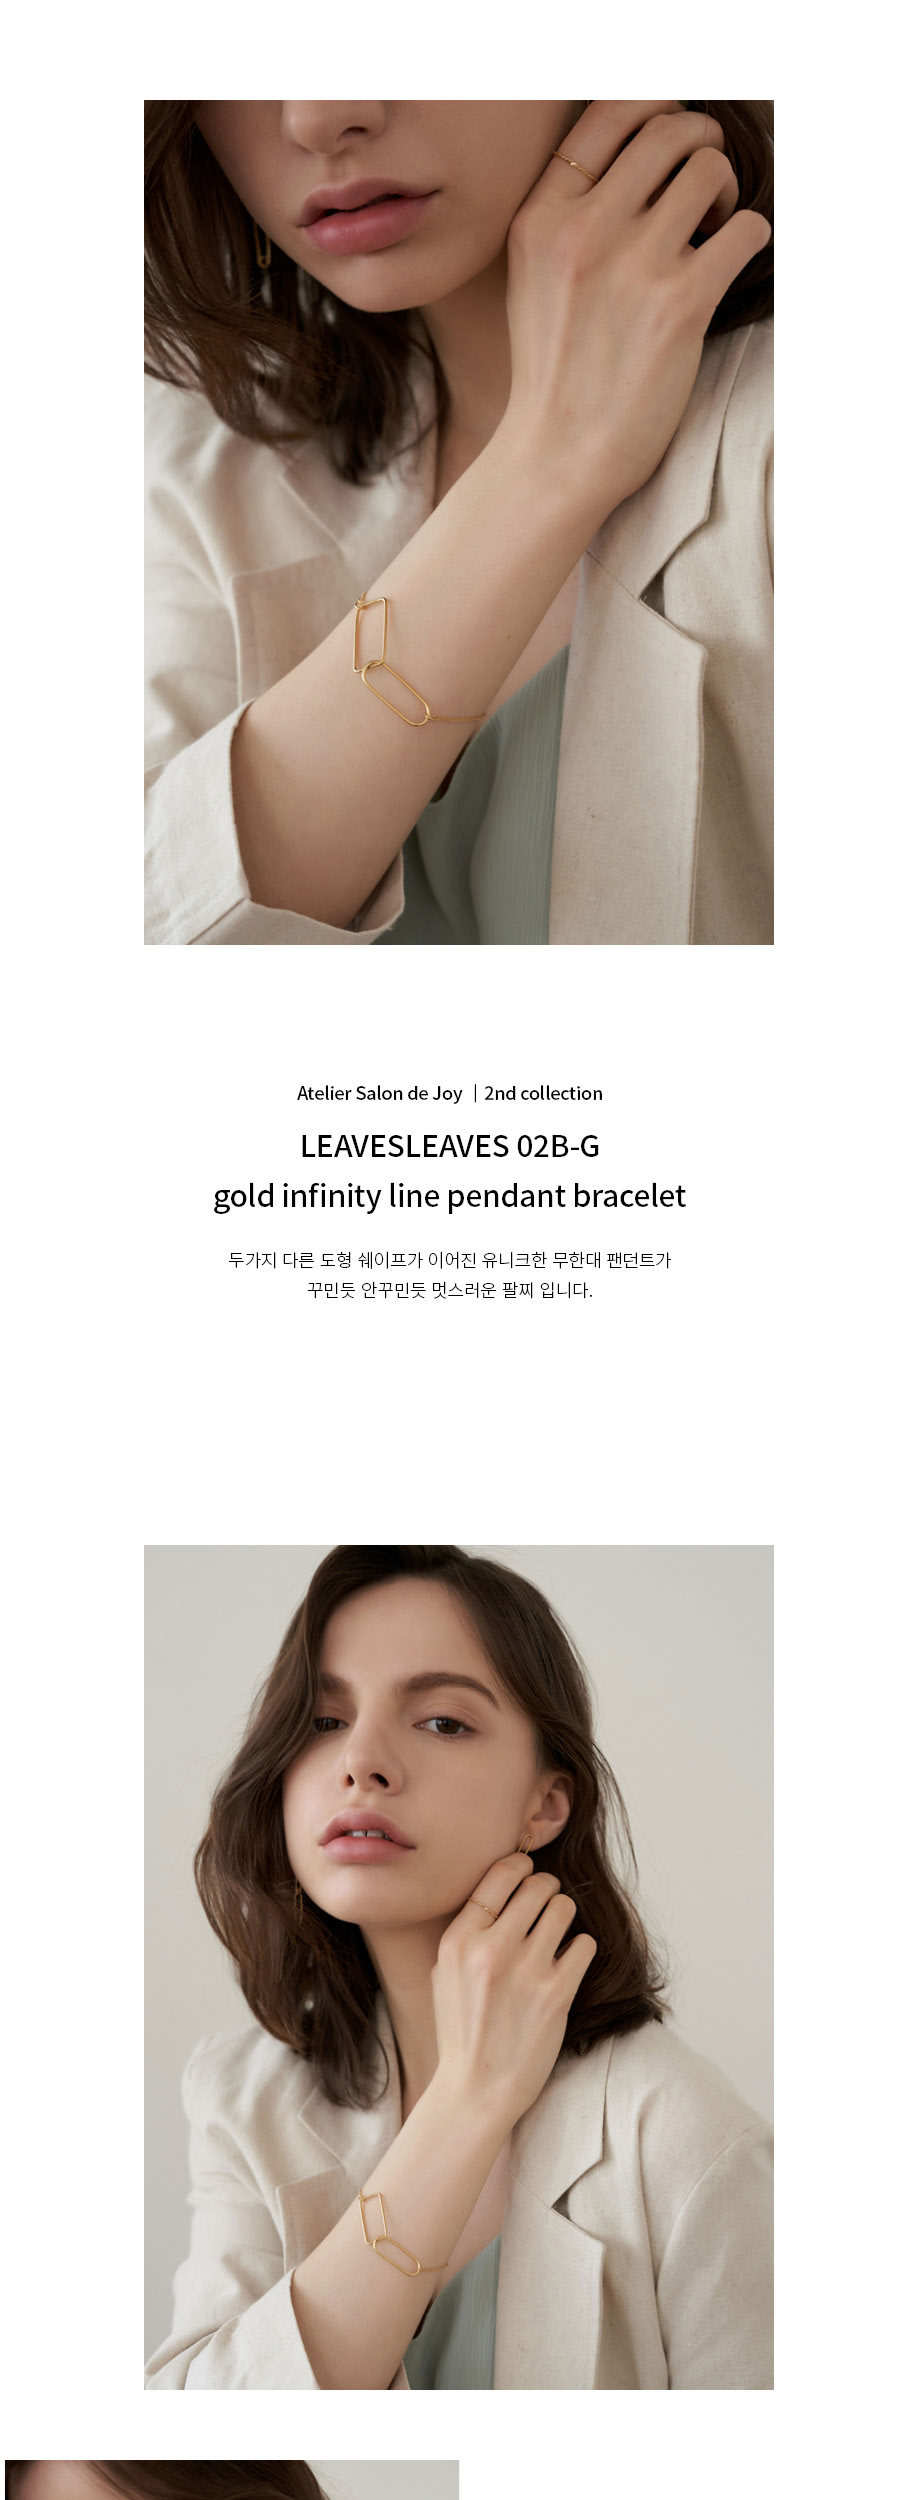 Atelier Salon de Joy | 2nd collection
LEAVESLEAVES 02B-G
gold infinity line pendant bracelet
두가지 다른 도형 쉐이프가 이어진 유니크한 무한대 팬던트가
꾸민듯 안꾸민듯 멋스러운 팔찌 입니다.